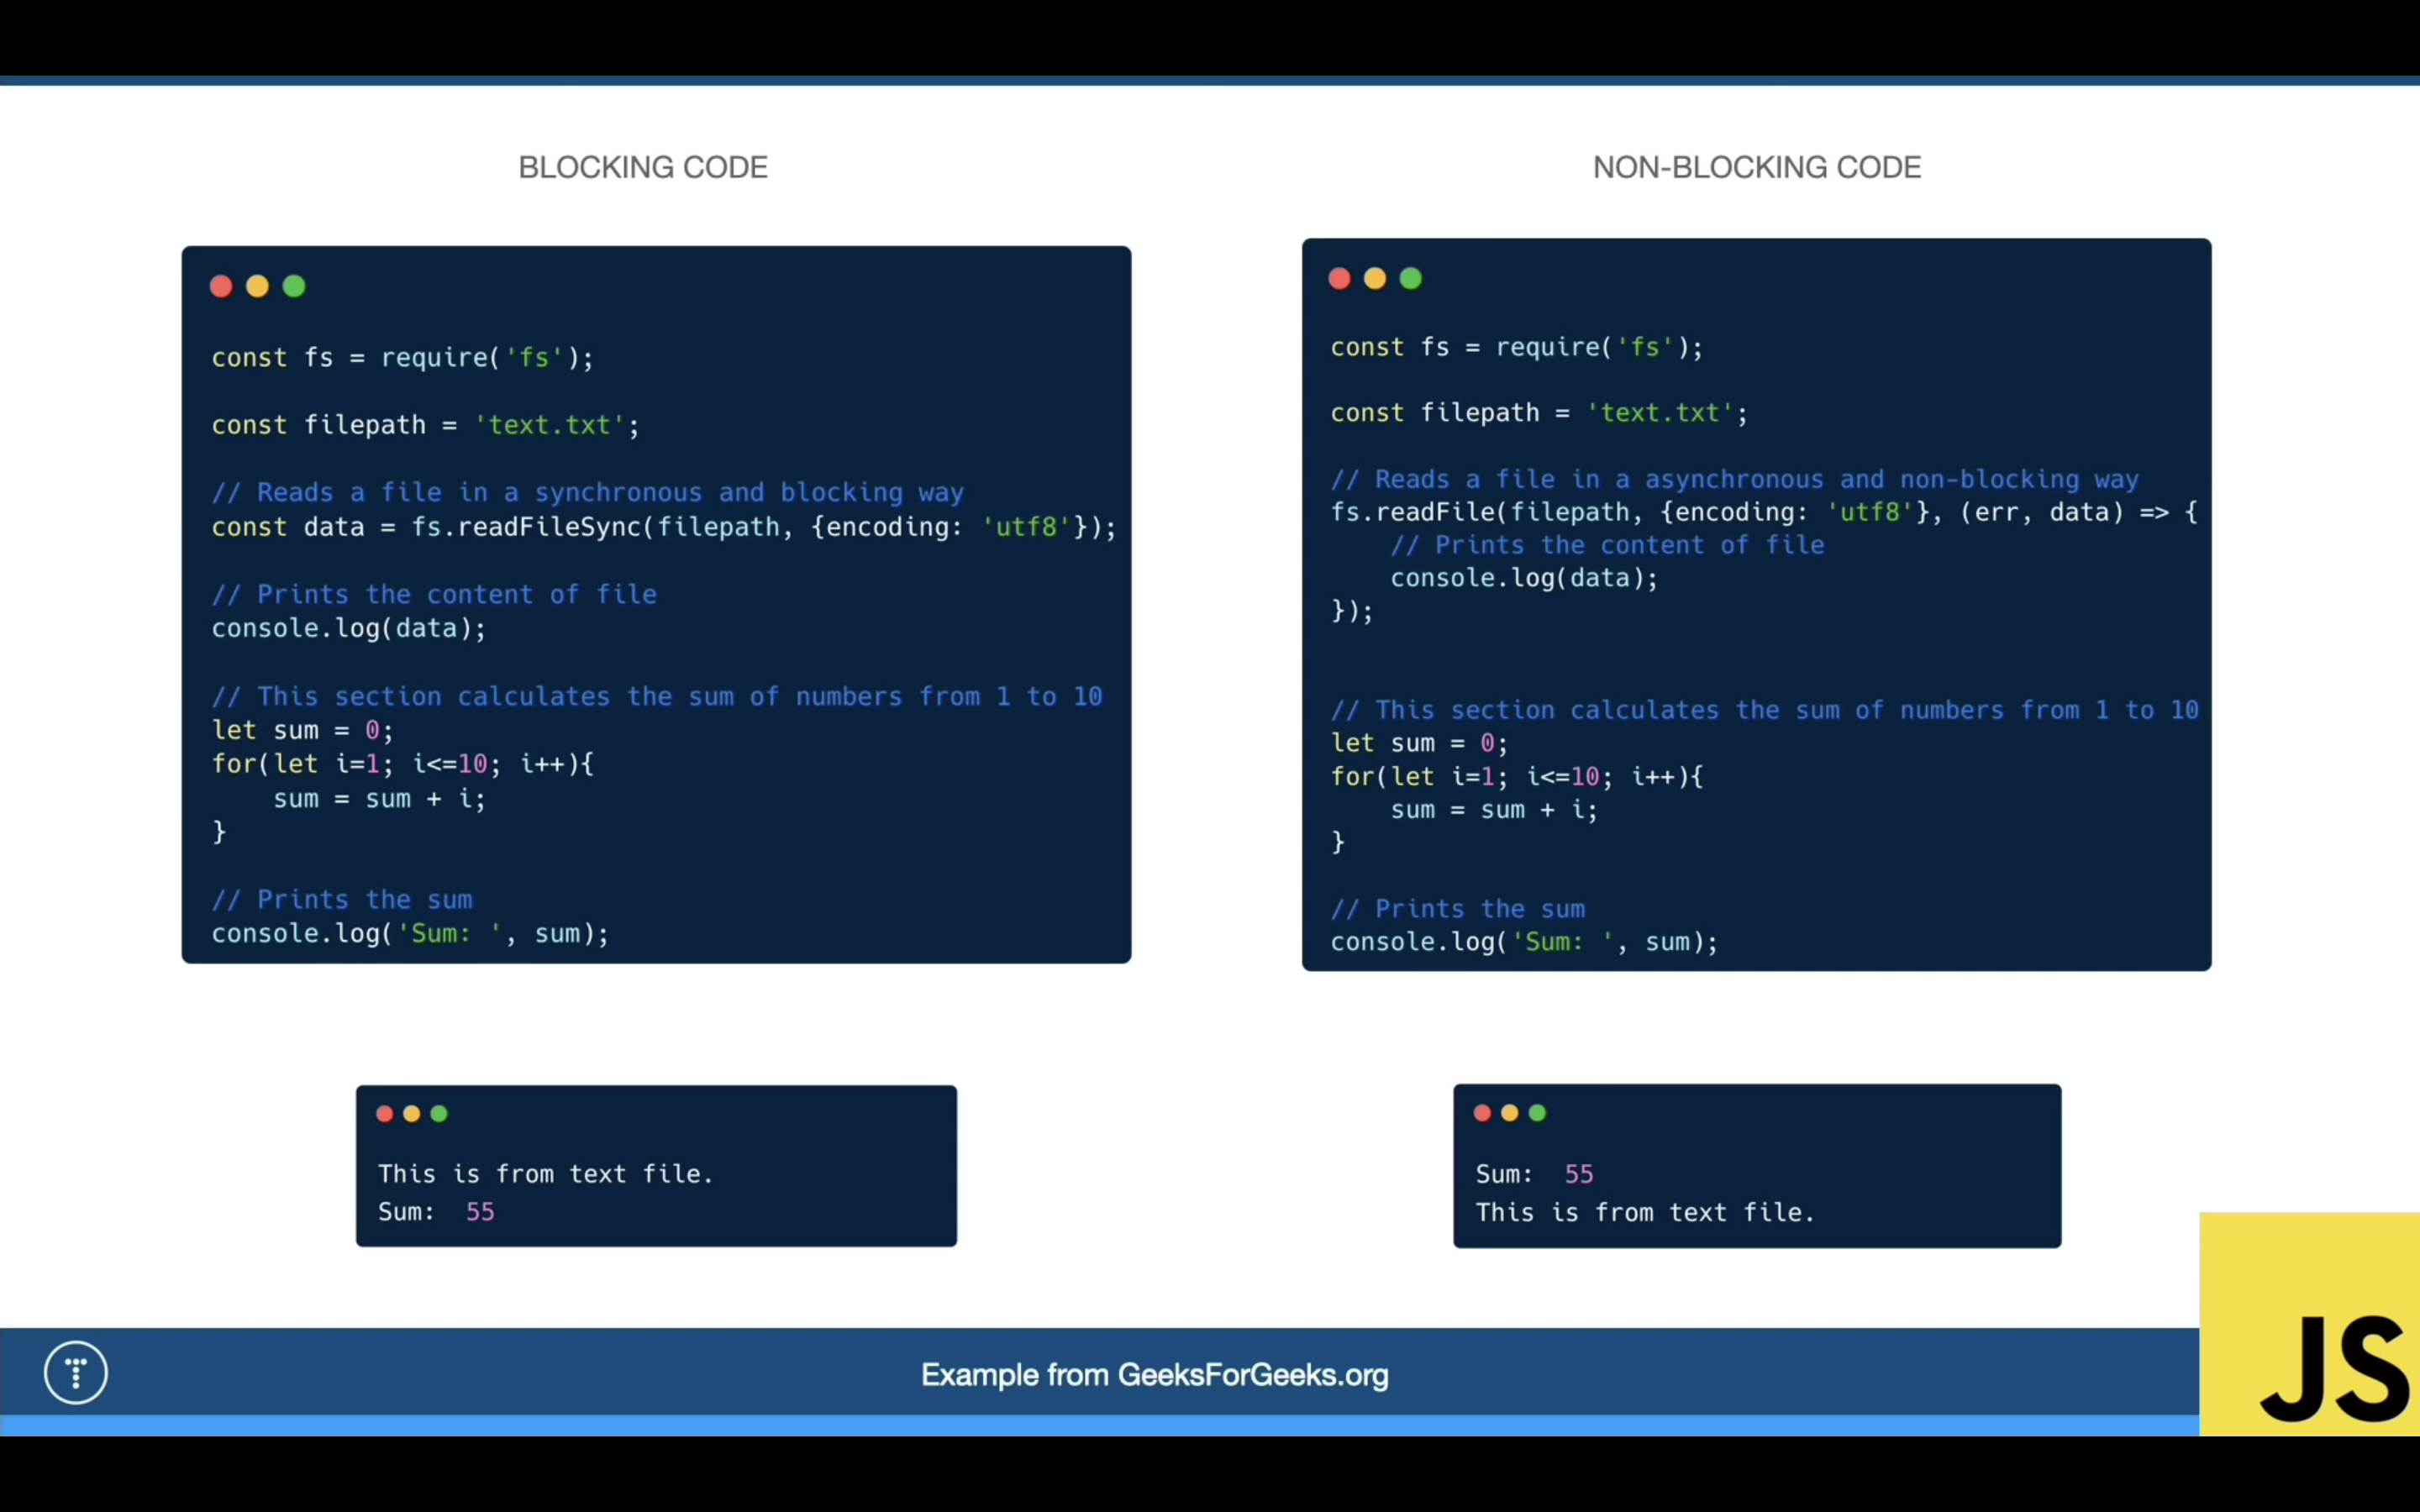 BLOCKING CODE
const fs = require('fs');
const filepath = 'text.txt';
// Reads a file in a synchronous and blocking way
const data = fs.readFileSync(filepath, {encoding: 'utf8'});
// Prints the content of file
console.log(data);
// This section calculates the sum of numbers from 1 to 10
let sum = 0;
for(let i=1; i<=10; i++){
    sum = sum + i;
}
// Prints the sum
console.log('Sum: ', sum);
This is from text file.
Sum:  55
NON-BLOCKING CODE
const fs = require('fs');
const filepath = 'text.txt';
// Reads a file in a asynchronous and non-blocking way
fs.readFile(filepath, {encoding: 'utf8'}, (err, data) => {
    // Prints the content of file
    console.log(data);
});
// This section calculates the sum of numbers from 1 to 10
let sum = 0;
for(let i=1; i<=10; i++){
    sum = sum + i;
}
// Prints the sum
console.log('Sum: ', sum);
Sum:  55
This is from text file.
T
Example from GeeksForGeeks.org
JS